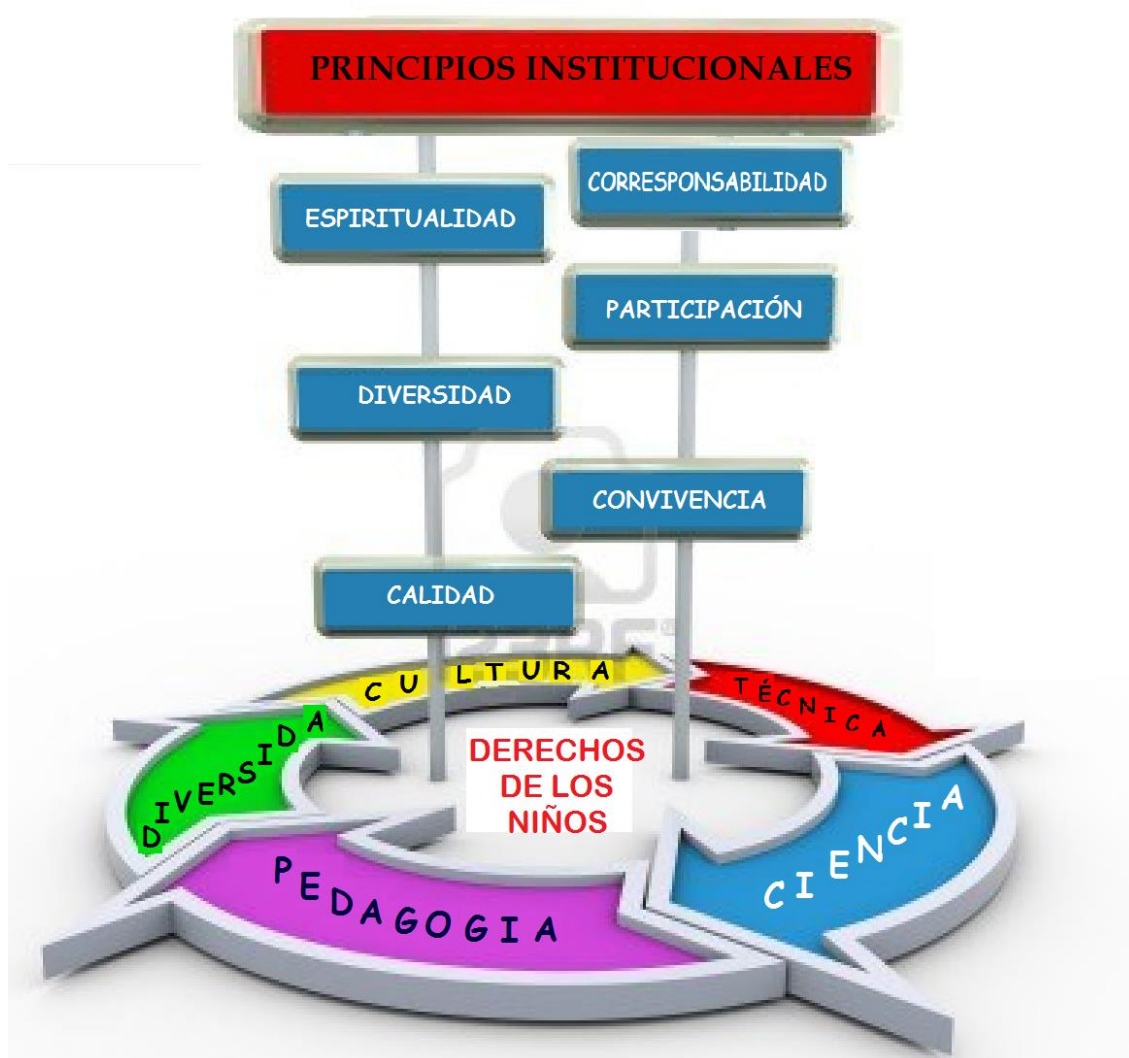 PRINCIPIOS INSTITUCIONALES
CORRESPONSABILIDAD
ESPIRITUALIDAD
PARTICIPACIÓN
DIVERSIDAD
CONVIVENCIA
CALIDAD
CULTURA
TÉCNICA
DIVERSIDA
DERECHOS
DE LOS
NIÑOS
CIENCIA
PEDAGOGIA